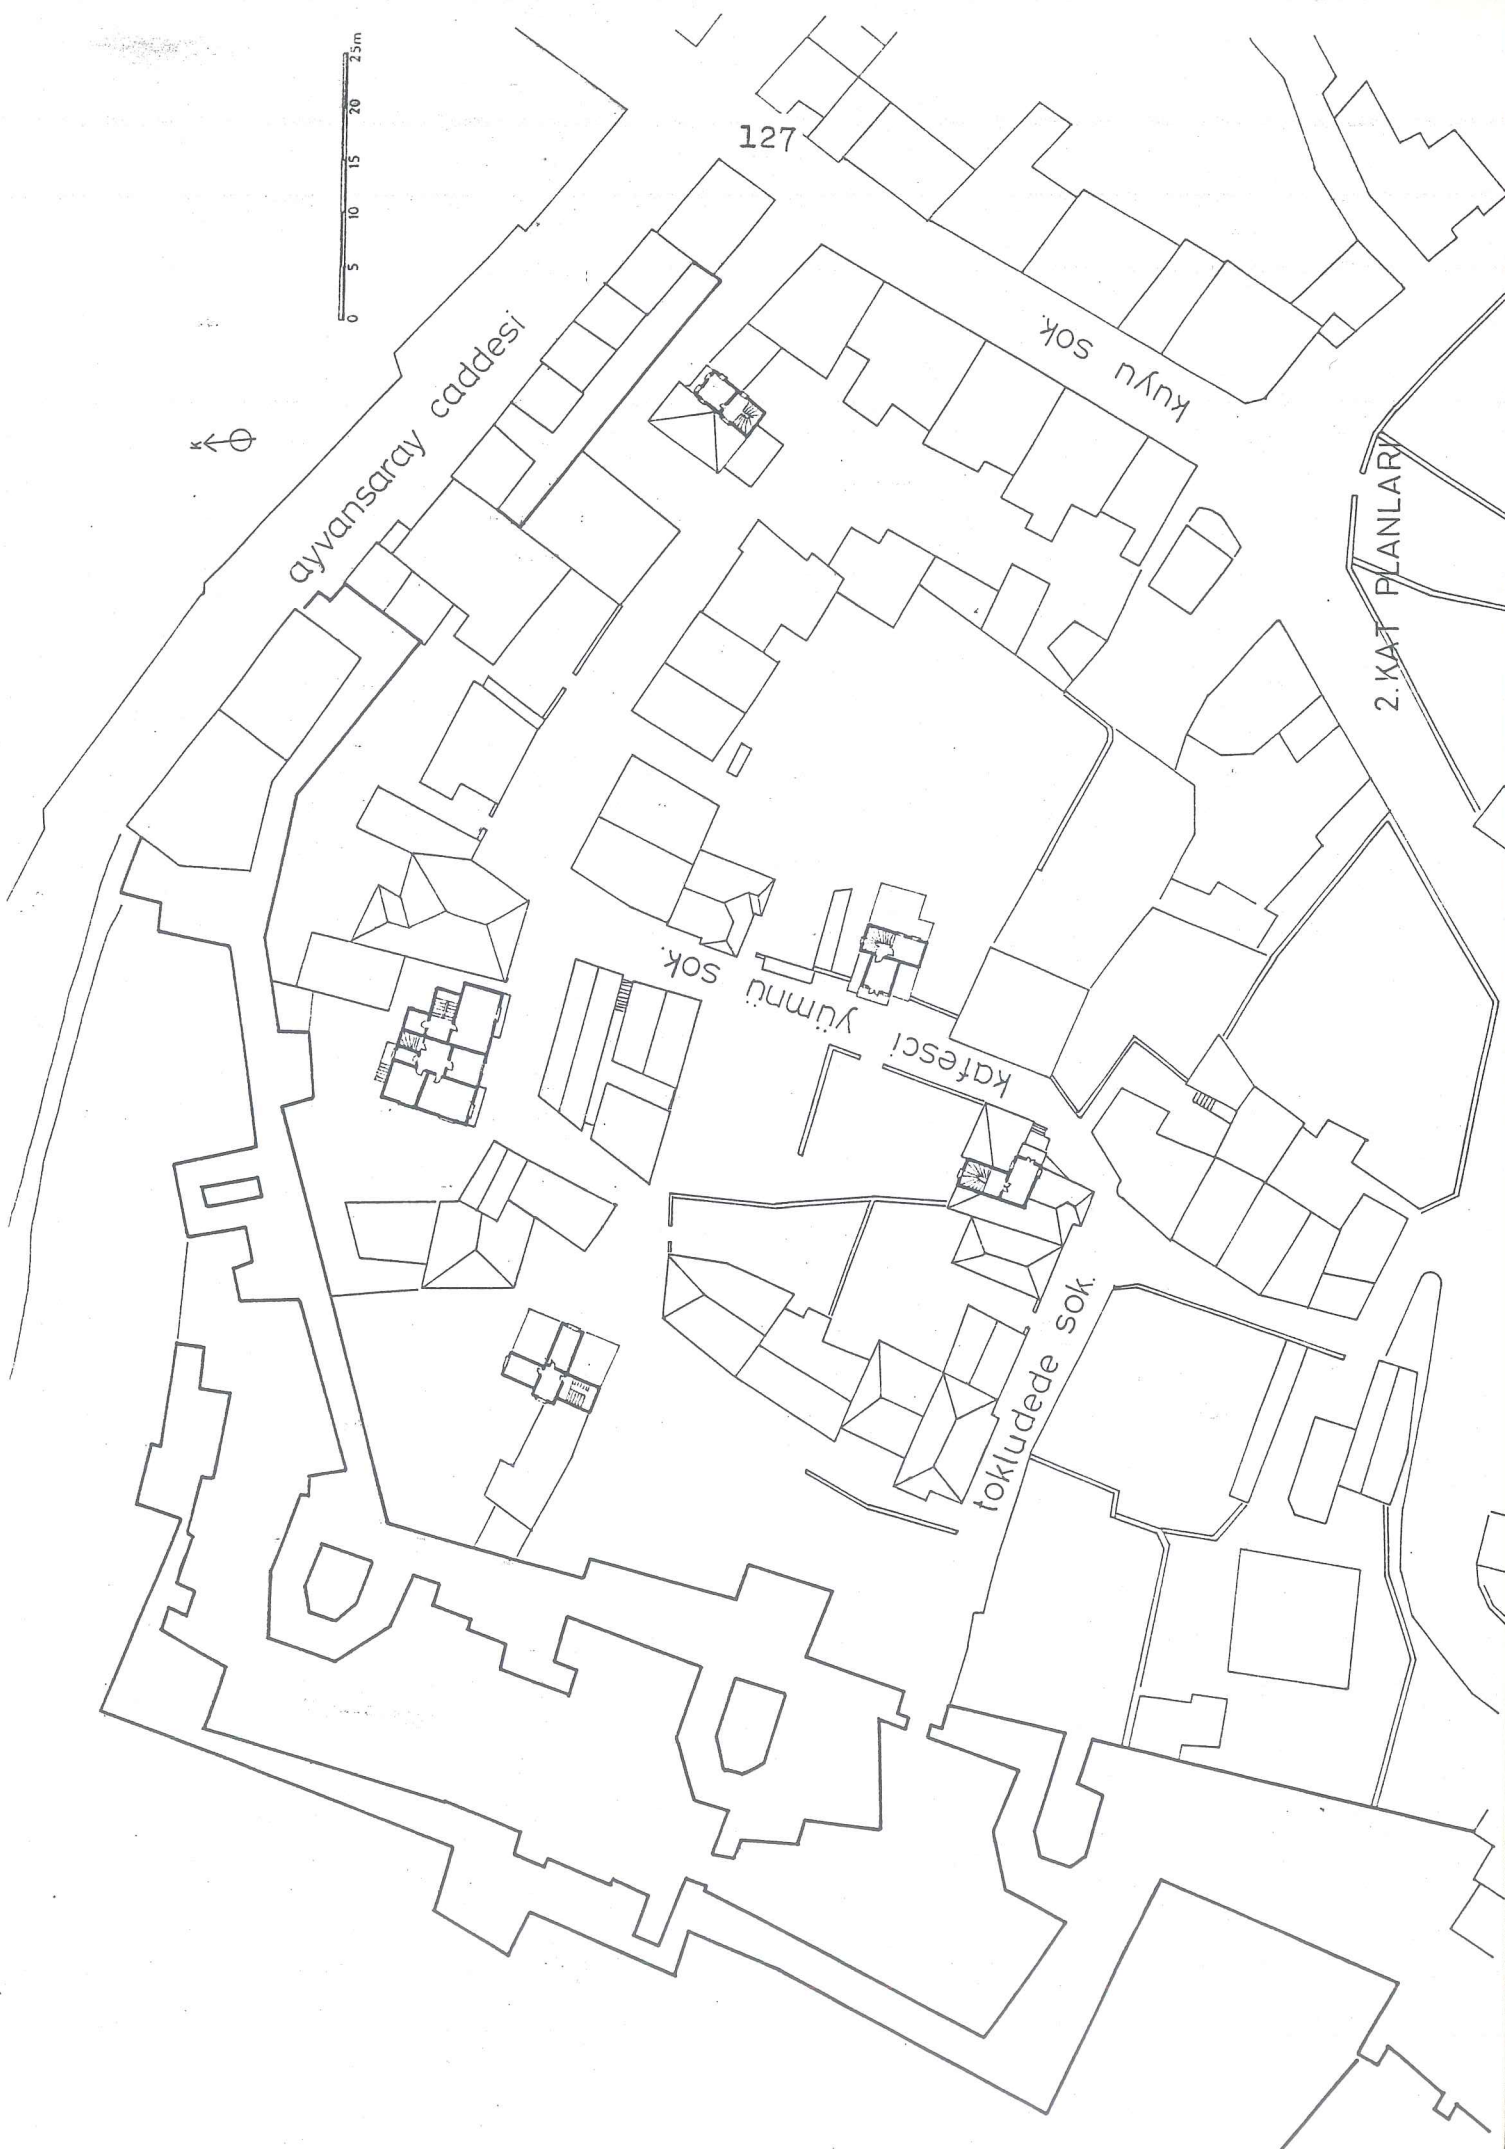 127
0 5 10 15 20 25m
K
ayvansaray caddesi
kuyu sok.
kafesci yümnü sok.
tokludede sok.
2. KAT PLANLARI